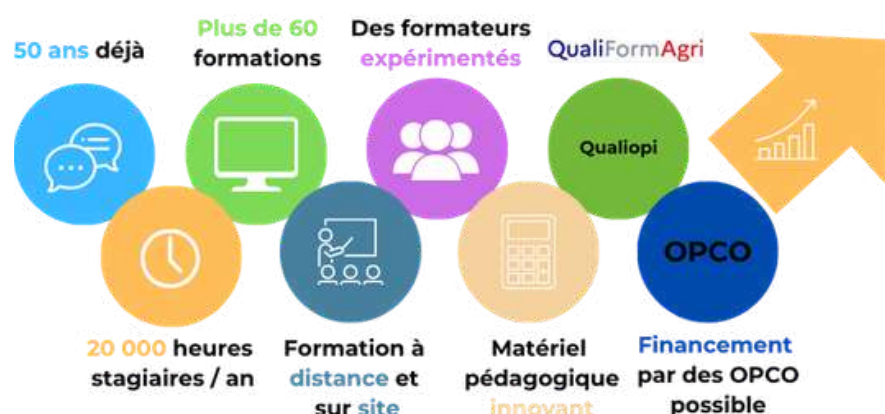 50 ans déjà
Plus de 60
formations
Des formateurs
expérimentés
QualiFormAgri
Qualiopi
OPCO
20 000 heures
stagiaires / an
Formation à
distance et
sur site
Matériel
pédagogique
innovant
Financement
par des OPCO
possible